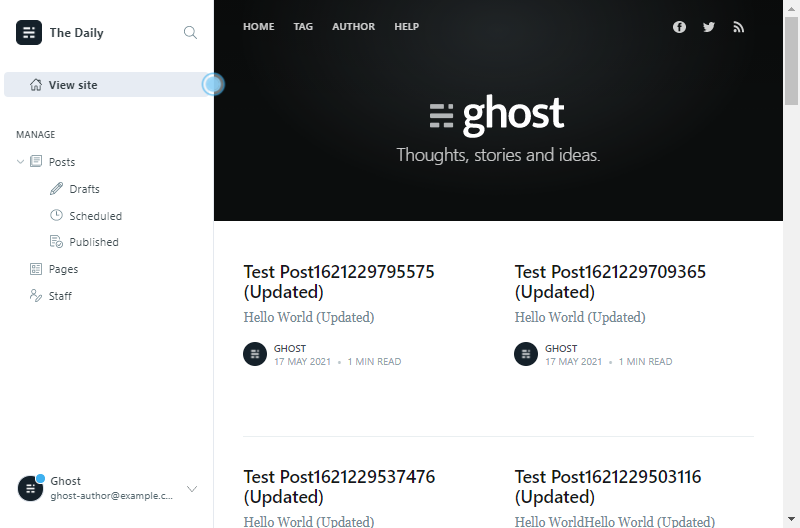 The Daily
View site
MANAGE
Posts
Drafts
Scheduled
Published
Pages
Staff
Ghost
ghost-author@example.c...
HOME TAG AUTHOR HELP
ghost
Thoughts, stories and ideas.
Test Post1621229795575
(Updated)
Hello World (Updated)
GHOST
17 MAY 2021 • 1 MIN READ
Test Post1621229709365
(Updated)
Hello World (Updated)
GHOST
17 MAY 2021 • 1 MIN READ
Test Post1621229537476
(Updated)
Hello World (Updated)
Test Post1621229503116
(Updated)
Hello WorldHello World (Updated)